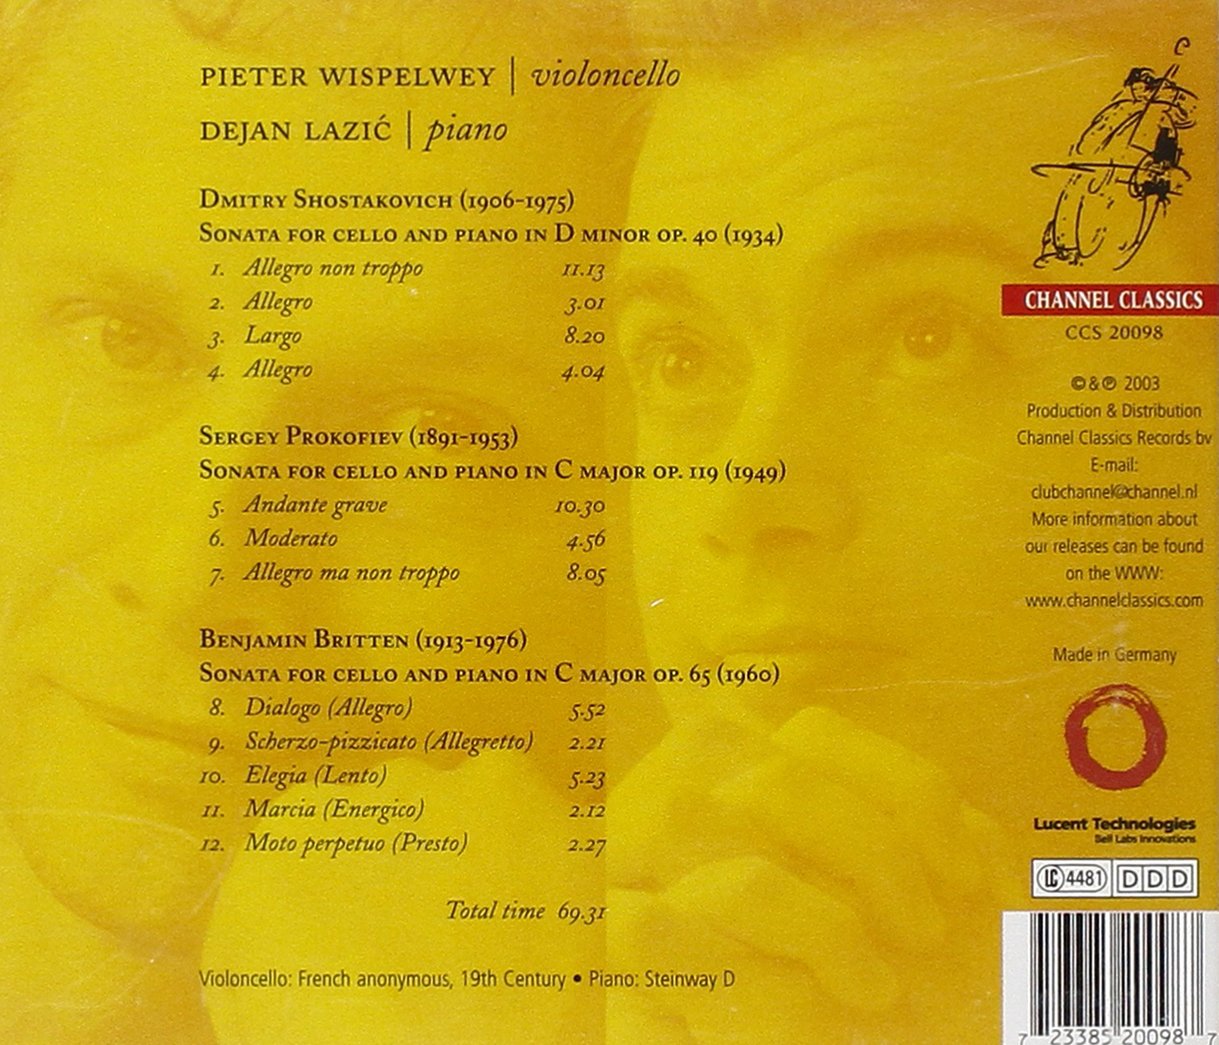 PIETER WISPELWEY | violoncello
DEJAN LAZIĆ | piano
DMITRY SHOSTAKOVICH (1906-1975)
SONATA FOR CELLO AND PIANO IN D MINOR OP. 40 (1934)
1. Allegro non troppo 11.13
2. Allegro 3.01
3. Largo 8.20
4. Allegro 4.04
SERGEY PROKOFIEV (1891-1953)
SONATA FOR CELLO AND PIANO IN C MAJOR OP. 119 (1949)
5. Andante grave 10.30
6. Moderato 4.56
7. Allegro ma non troppo 8.05
BENJAMIN BRITTEN (1913-1976)
SONATA FOR CELLO AND PIANO IN C MAJOR OP. 65 (1960)
8. Dialogo (Allegro) 5.52
9. Scherzo-pizzicato (Allegretto) 2.21
10. Elegia (Lento) 5.23
11. Marcia (Energico) 2.12
12. Moto perpetuo (Presto) 2.27
Total time 69.31
Violoncello: French anonymous, 19th Century • Piano: Steinway D
CHANNEL CLASSICS
CCS 20098
©&℗ 2003
Production & Distribution
Channel Classics Records bv
E-mail:
clubchannel@channel.nl
More information about
our releases can be found
on the WWW:
www.channelclassics.com
Made in Germany
Lucent Technologies
Bell Labs Innovations
LC 4481 DDD
7 23385 20098 7